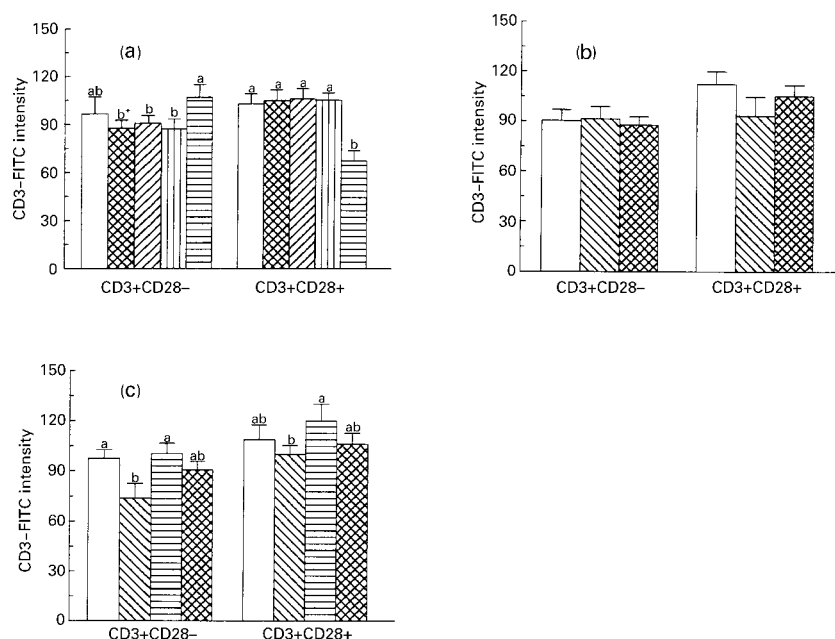 (a)
CD3–FITC intensity
150
120
90
60
30
0
ab
b*
b
b
a
a
a
a
a
b
CD3+CD28–
CD3+CD28+
(b)
CD3–FITC intensity
150
120
90
60
30
0
CD3+CD28–
CD3+CD28+
(c)
CD3–FITC intensity
150
120
90
60
30
0
a
b
a
ab
ab
b
a
ab
CD3+CD28–
CD3+CD28+